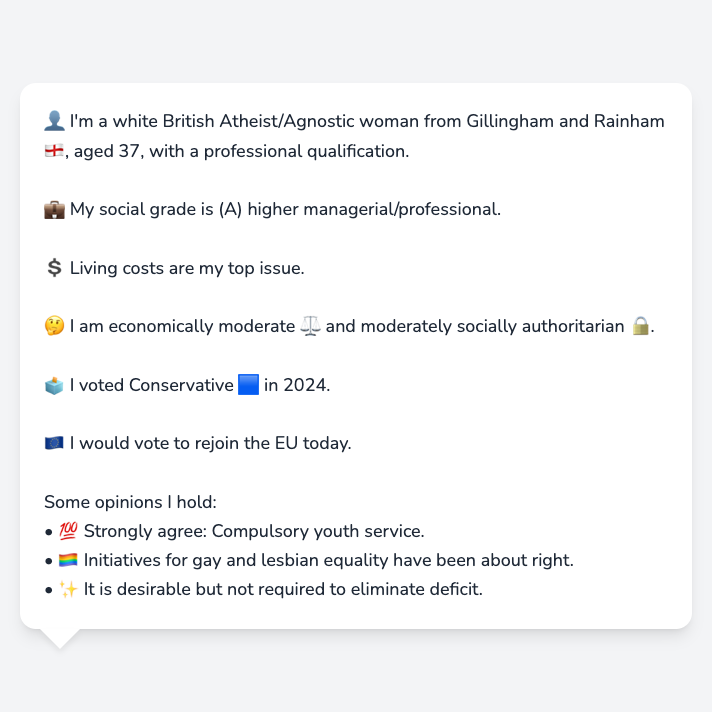 👤 I'm a white British Atheist/Agnostic woman from Gillingham and Rainham
🏴󠁧󠁢󠁥󠁮󠁧󠁿, aged 37, with a professional qualification.
💼 My social grade is (A) higher managerial/professional.
💲 Living costs are my top issue.
🤔 I am economically moderate ⚖️ and moderately socially authoritarian 🔒.
🗳️ I voted Conservative 🟦 in 2024.
🇪🇺 I would vote to rejoin the EU today.
Some opinions I hold:
• 💯 Strongly agree: Compulsory youth service.
• 🏳️‍🌈 Initiatives for gay and lesbian equality have been about right.
• ✨ It is desirable but not required to eliminate deficit.